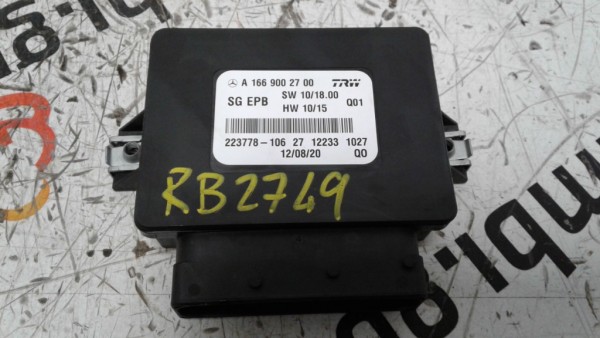 A 166 900 27 00 TRW
SG EPB SW 10/18.00 Q01
HW 10/15
223778-106 27 12233 1027
12/08/20 Q0
RB2749